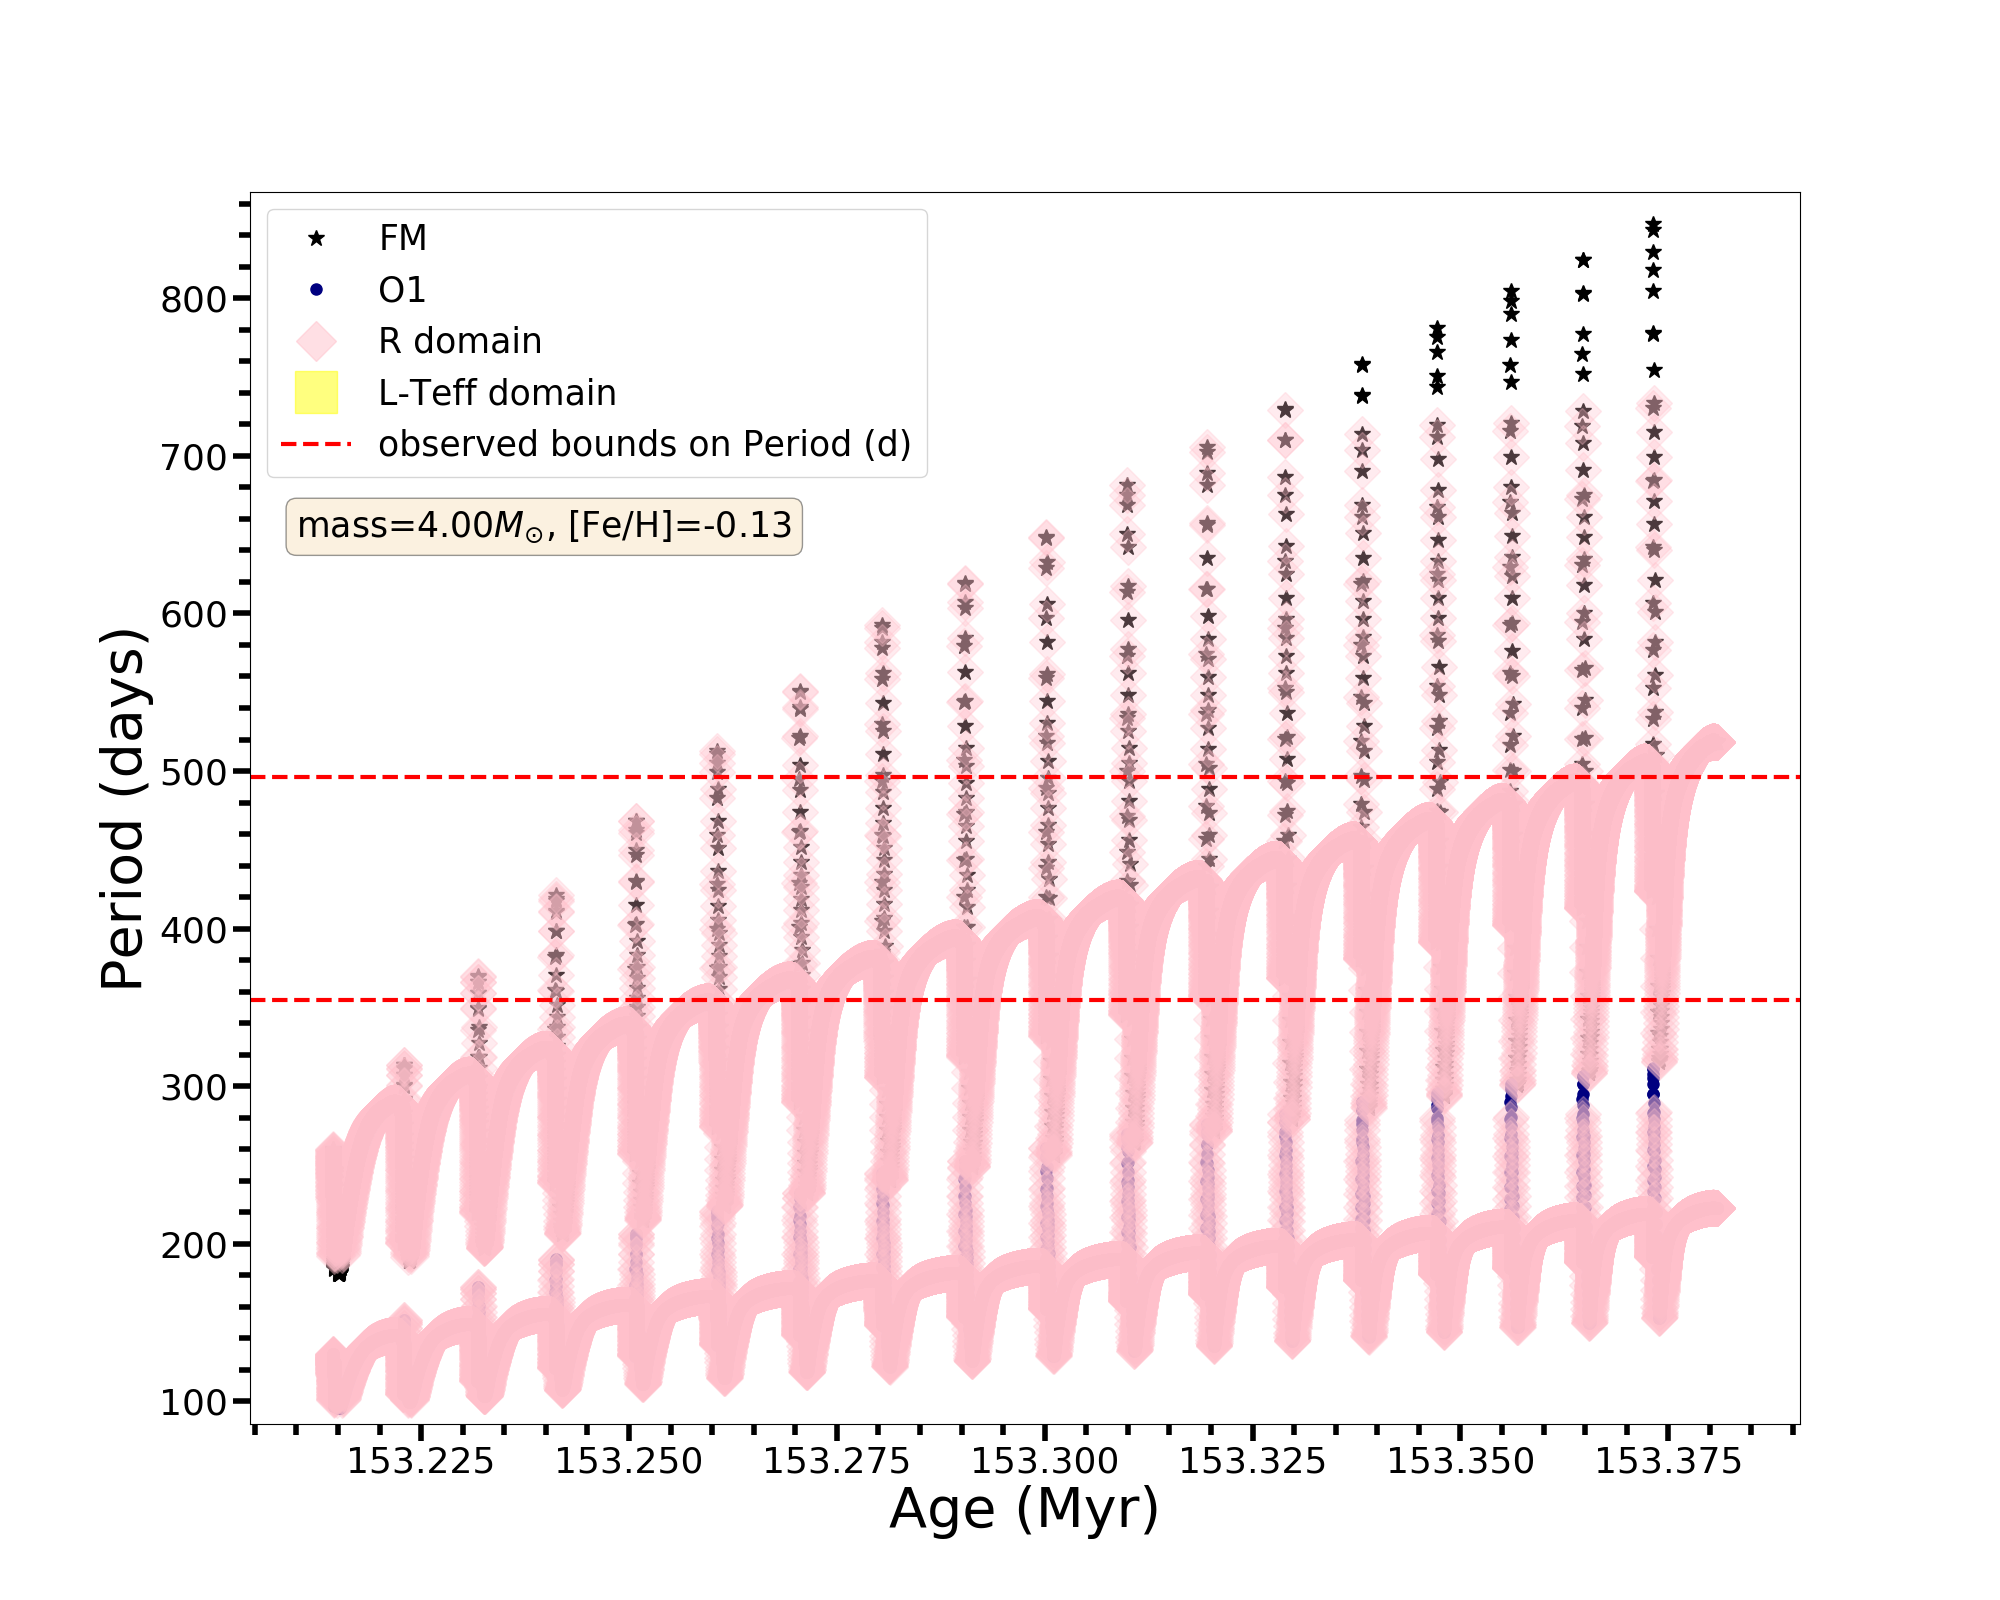 FM
O1
R domain
L-Teff domain
observed bounds on Period (d)
mass=4.00M⊙, [Fe/H]=-0.13
Period (days)
800
700
600
500
400
300
200
100
153.225 153.250 153.275 153.300 153.325 153.350 153.375
Age (Myr)